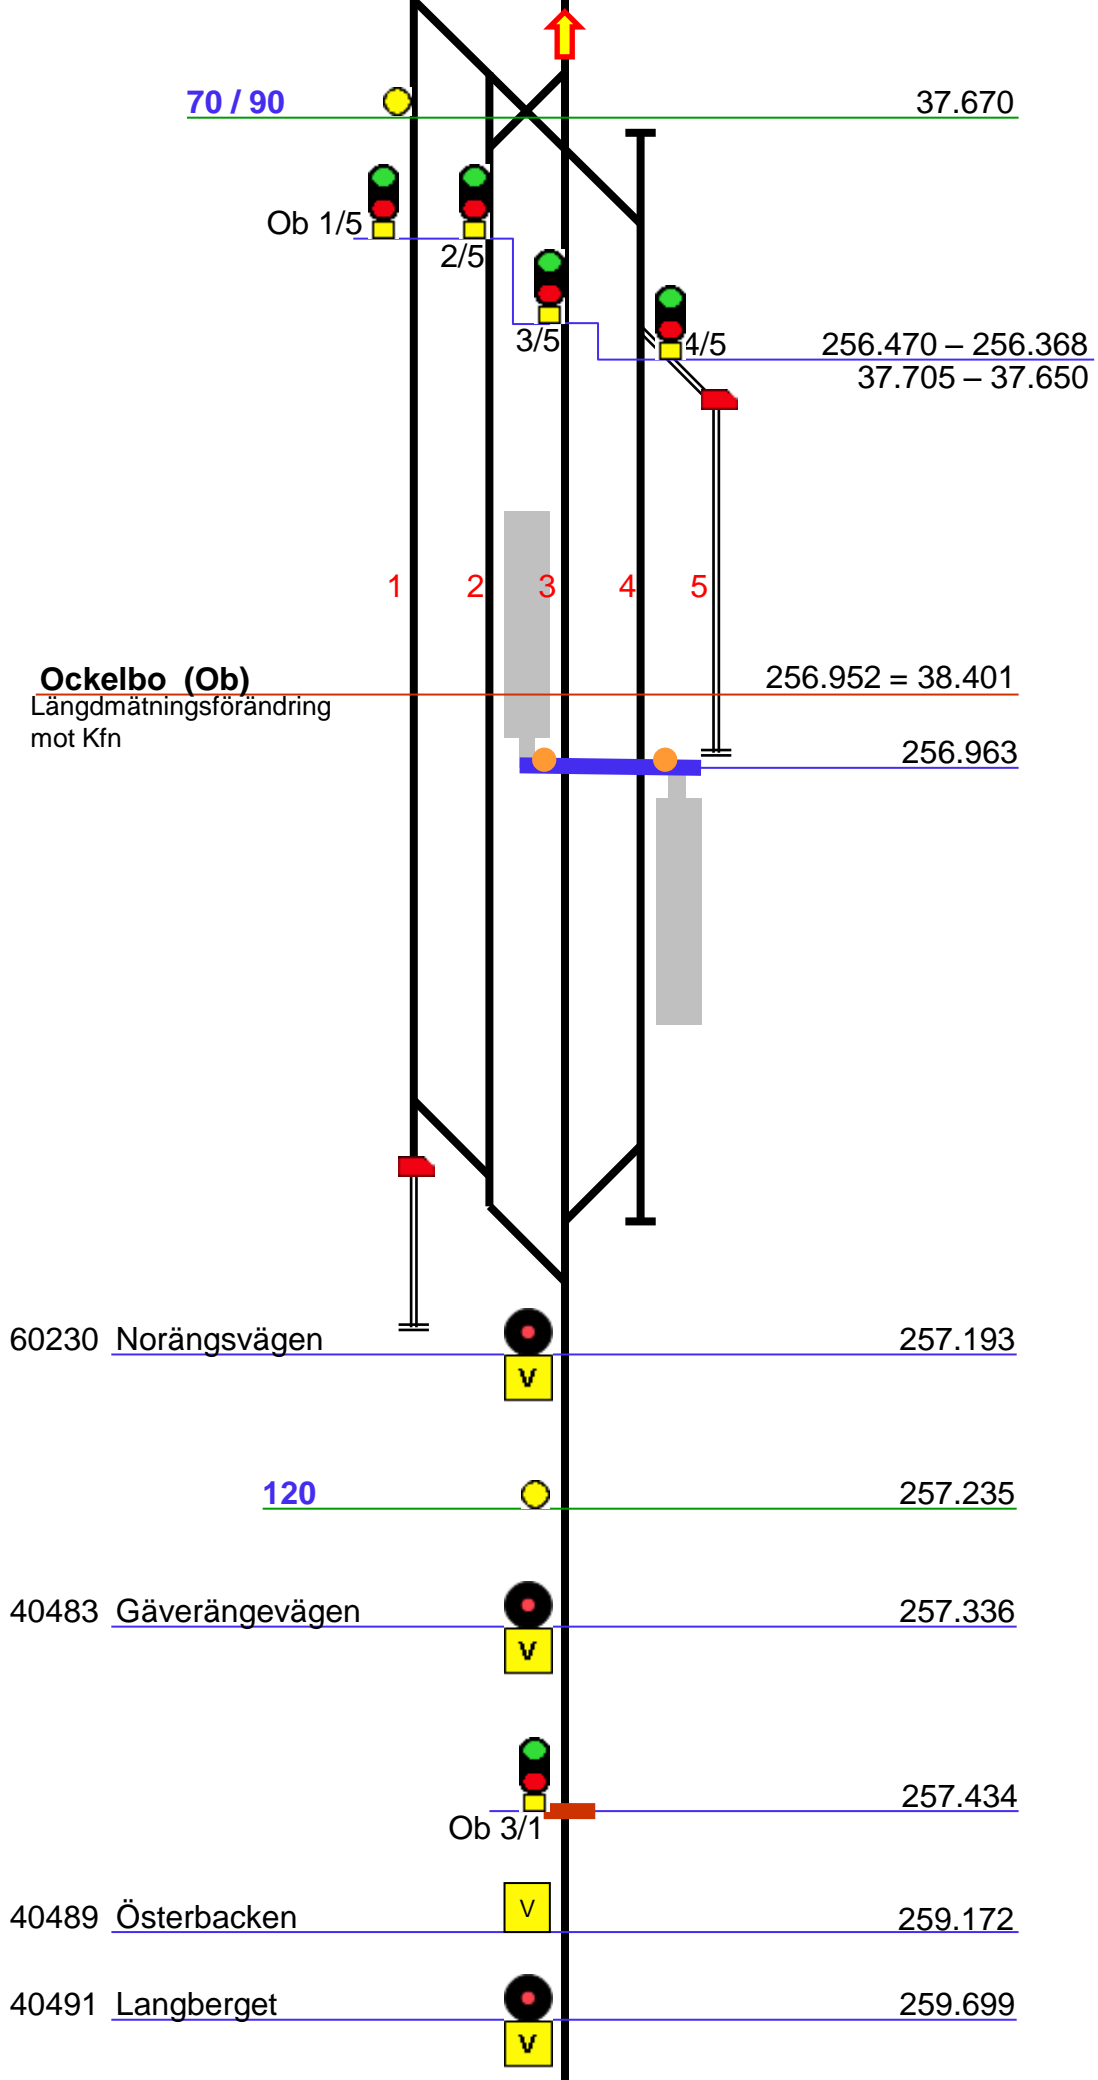 70 / 90 37.670
Ob 1/5
2/5
3/5
4/5 256.470 – 256.368
37.705 – 37.650
1 2 3 4 5
Ockelbo (Ob) 256.952 = 38.401
Längdmätningsförändring
mot Kfn
256.963
60230 Norängsvägen 257.193
V
120 257.235
40483 Gäverängevägen 257.336
V
257.434
Ob 3/1
40489 Österbacken V 259.172
40491 Langberget 259.699
V